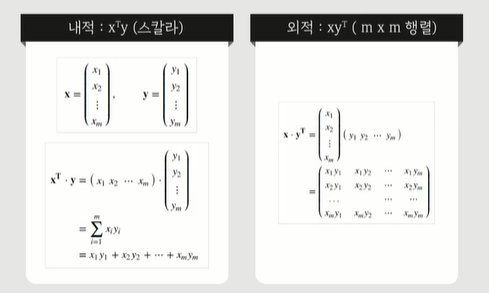 내적 : xᵀy (스칼라)
x = (x₁ x₂ ⋮ xₘ), y = (y₁ y₂ ⋮ yₘ)
xᵀ · y = ( x₁ x₂ ⋯ xₘ ) · (y₁ y₂ ⋮ yₘ)
= ∑ᵢ₌₁ᵐ xᵢyᵢ
= x₁y₁ + x₂y₂ + ⋯ + xₘyₘ
외적 : xyᵀ ( m x m 행렬)
x · yᵀ = (x₁ x₂ ⋮ xₘ) ( y₁ y₂ ⋯ yₘ )
= ( x₁y₁ x₁y₂ ⋯ x₁yₘ
x₂y₁ x₂y₂ ⋯ x₂yₘ
⋯ ⋯ ⋯
xₘy₁ xₘy₂ ⋯ xₘyₘ )